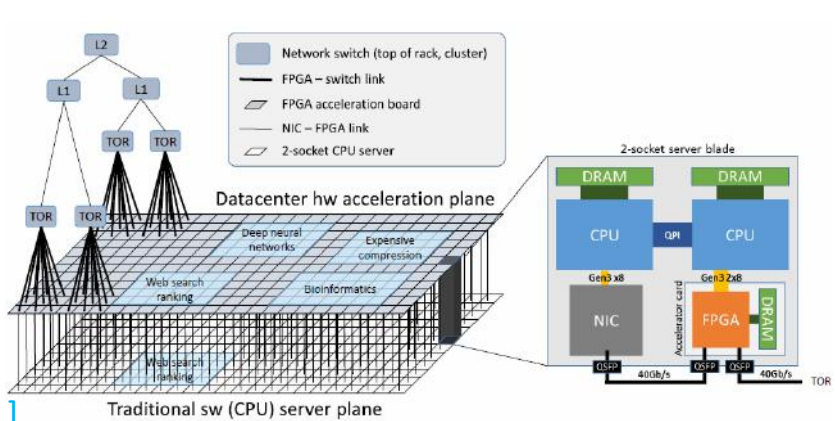 L2
L1
L1
TOR
TOR
TOR
TOR
Network switch (top of rack, cluster)
FPGA – switch link
FPGA acceleration board
NIC – FPGA link
2-socket CPU server
Datacenter hw acceleration plane
Deep neural
networks
Expensive
compression
Web search
ranking
Bioinformatics
Web search
ranking
Traditional sw (CPU) server plane
1
2-socket server blade
DRAM
DRAM
CPU
QPI
CPU
Gen3 x8
Gen3 2x8
NIC
Accelerator card
FPGA
DRAM
QSFP
QSFP
QSFP
40Gb/s
40Gb/s
TOR